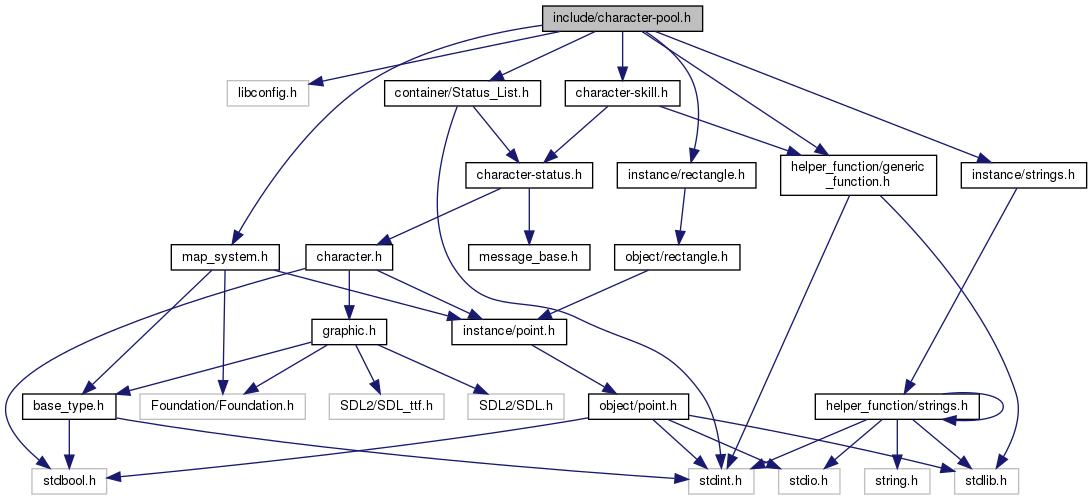 include/character-pool.h
libconfig.h
container/Status_List.h
character-skill.h
character-status.h
instance/rectangle.h
helper_function/generic
_function.h
instance/strings.h
map_system.h
character.h
message_base.h
object/rectangle.h
graphic.h
instance/point.h
base_type.h
Foundation/Foundation.h
SDL2/SDL_ttf.h
SDL2/SDL.h
object/point.h
helper_function/strings.h
stdbool.h
stdint.h
stdio.h
string.h
stdlib.h